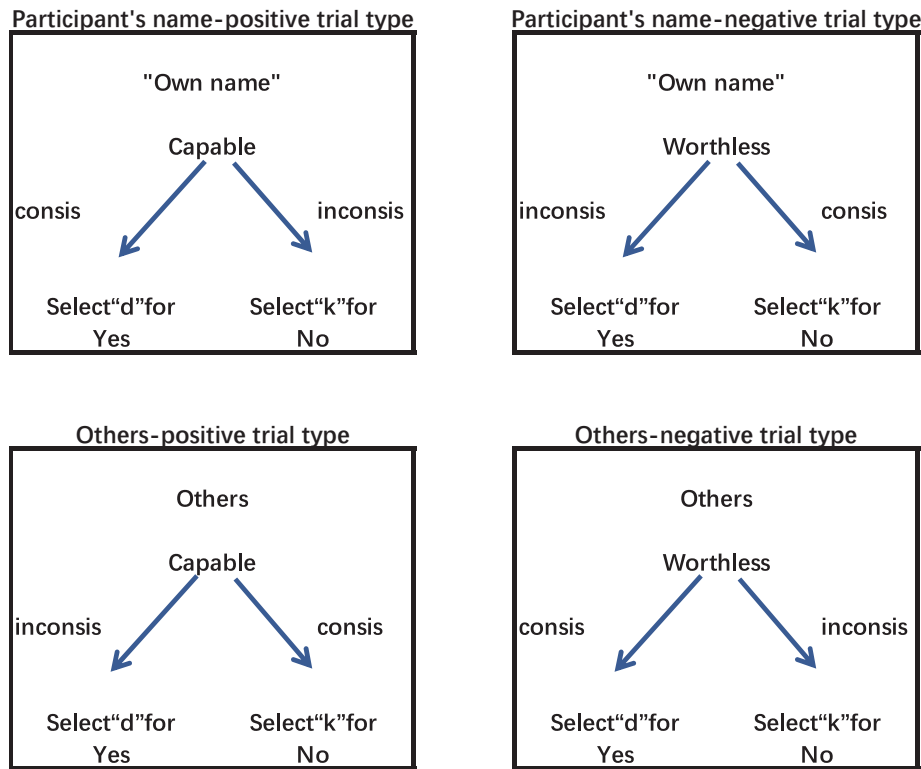 Participant's name-positive trial type
"Own name"
Capable
consis
inconsis
Select“d”for
Yes
Select“k”for
No
Participant's name-negative trial type
"Own name"
Worthless
inconsis
consis
Select“d”for
Yes
Select“k”for
No
Others-positive trial type
Others
Capable
inconsis
consis
Select“d”for
Yes
Select“k”for
No
Others-negative trial type
Others
Worthless
consis
inconsis
Select“d”for
Yes
Select“k”for
No